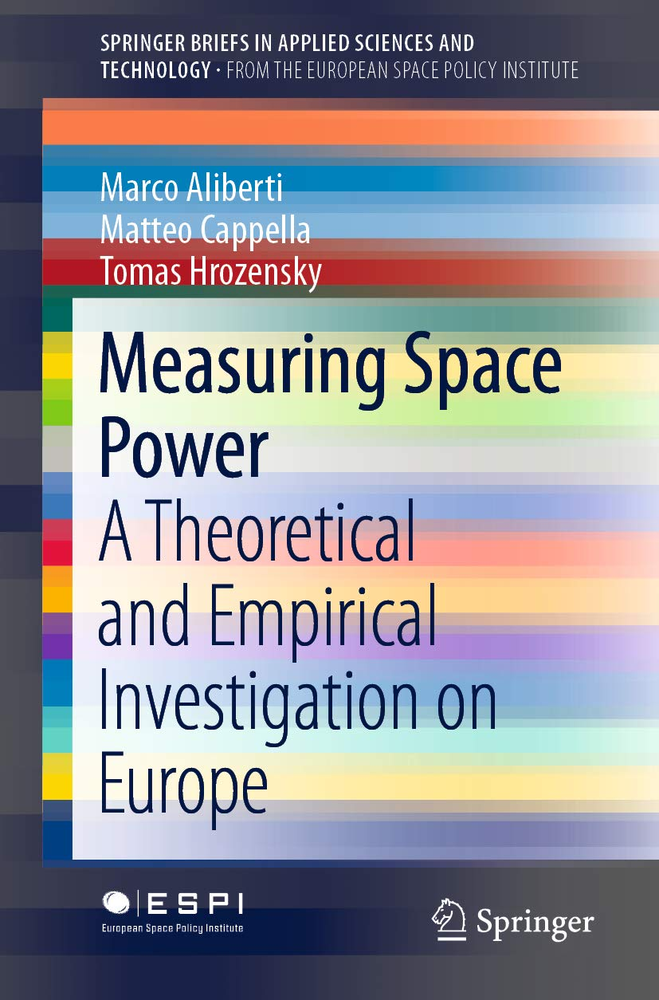 SPRINGER BRIEFS IN APPLIED SCIENCES AND
TECHNOLOGY · FROM THE EUROPEAN SPACE POLICY INSTITUTE
Marco Aliberti
Matteo Cappella
Tomas Hrozensky
Measuring Space
Power
A Theoretical
and Empirical
Investigation on
Europe
ESPI
European Space Policy Institute
Springer